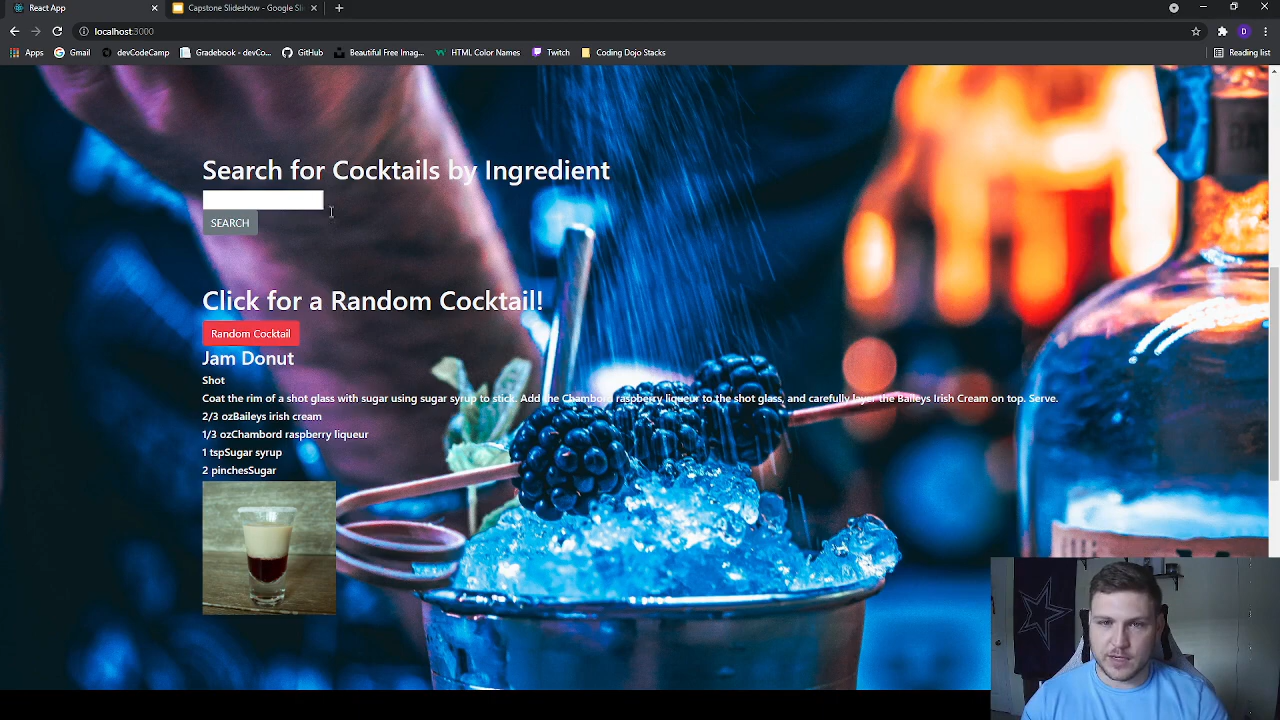 React App
Capstone Slideshow - Google Sli
localhost:3000
Apps
Gmail
devCodeCamp
Gradebook - devCo...
GitHub
Beautiful Free Imag...
HTML Color Names
Twitch
Coding Dojo Stacks
Reading list
D
Search for Cocktails by Ingredient
SEARCH
Click for a Random Cocktail!
Random Cocktail
Jam Donut
Shot
Coat the rim of a shot glass with sugar using sugar syrup to stick. Add the Chambord raspberry liqueur to the shot glass, and carefully layer the Baileys Irish Cream on top. Serve.
2/3 ozBaileys irish cream
1/3 ozChambord raspberry liqueur
1 tspSugar syrup
2 pinchesSugar